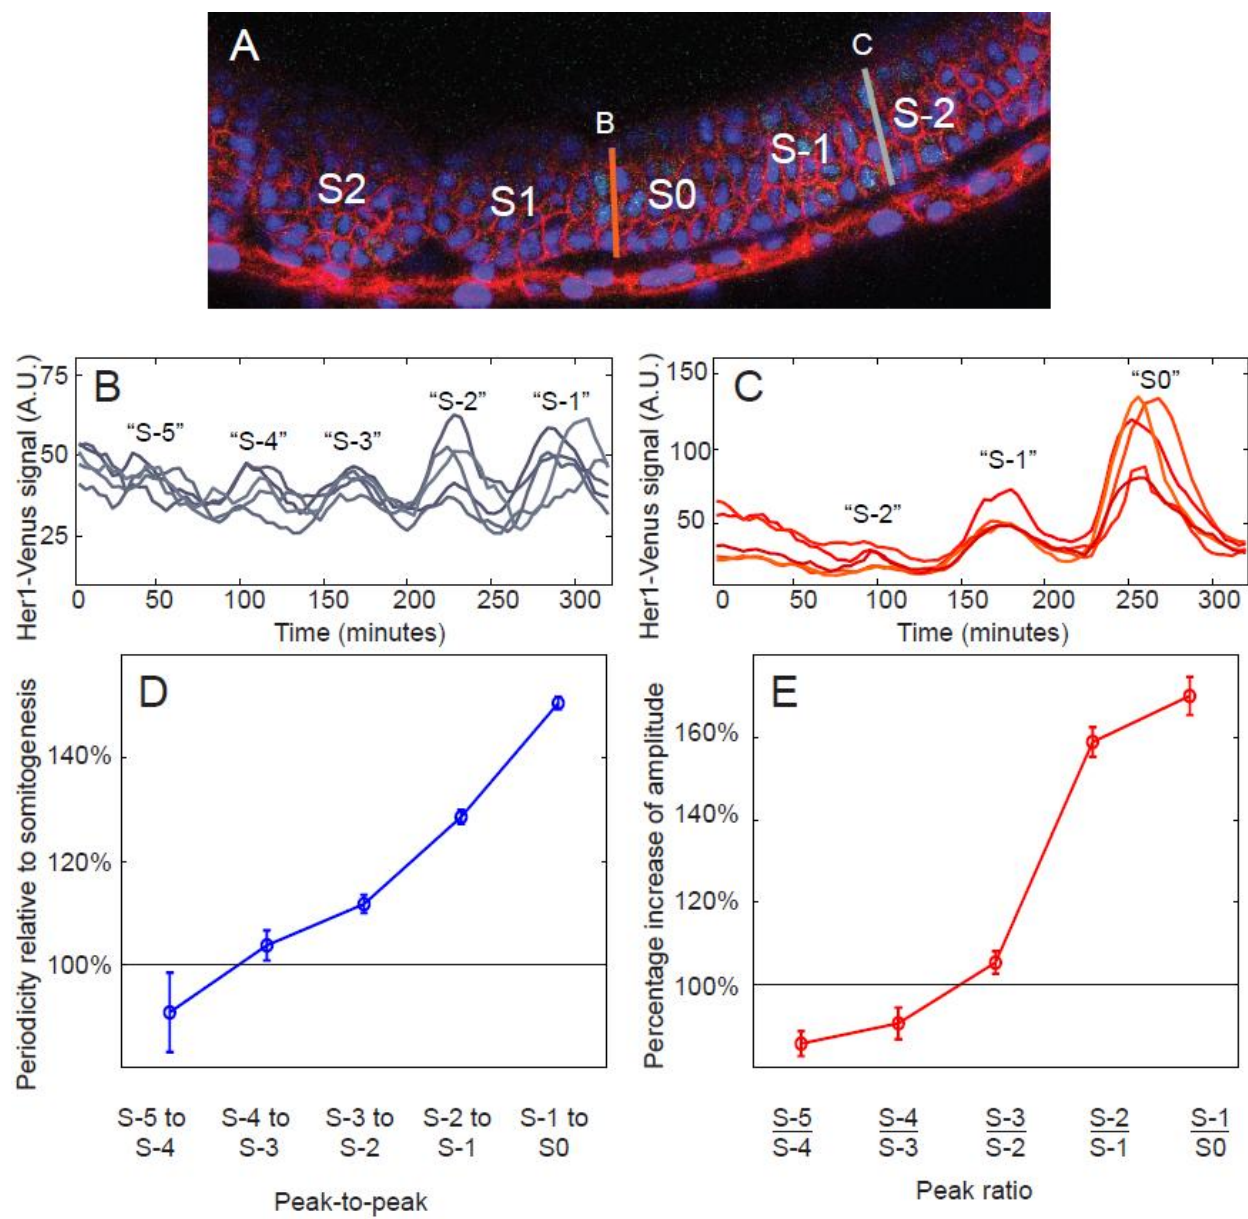 A
B
C
S2
S1
S0
S-1
S-2
B
75
50
25
Her1-Venus signal (A.U.)
"S-5"
"S-4"
"S-3"
"S-2"
"S-1"
0
50
100
150
200
250
300
Time (minutes)
C
150
100
50
Her1-Venus signal (A.U.)
"S-2"
"S-1"
"S0"
0
50
100
150
200
250
300
Time (minutes)
D
Periodicity relative to somitogenesis
140%
120%
100%
S-5 to
S-4
S-4 to
S-3
S-3 to
S-2
S-2 to
S-1
S-1 to
S0
Peak-to-peak
E
Percentage increase of amplitude
160%
140%
120%
100%
S-5
S-4
S-4
S-3
S-3
S-2
S-2
S-1
S-1
S0
Peak ratio